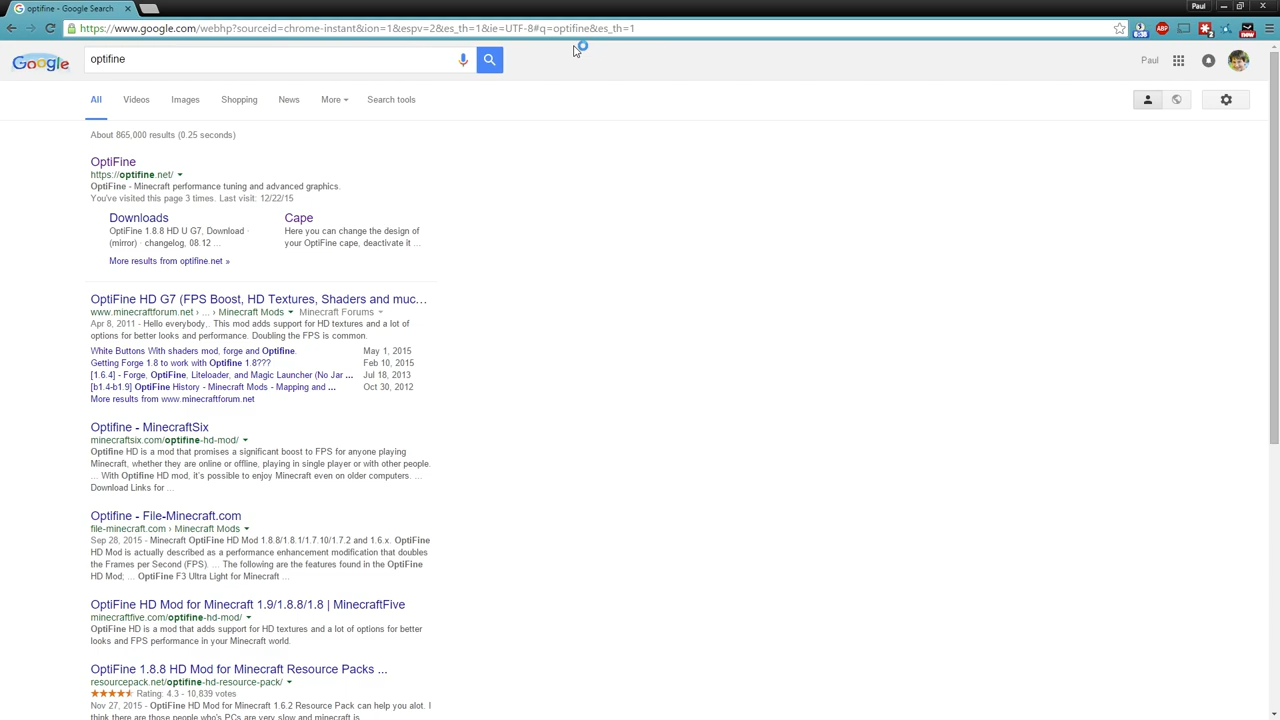 optifine - Google Search
Paul
https://www.google.com/webhp?sourceid=chrome-instant&ion=1&espv=2&es_th=1&ie=UTF-8#q=optifine&es_th=1
ABP
new
Google
optifine
Paul
All Videos Images Shopping News More Search tools
About 865,000 results (0.25 seconds)
OptiFine
https://optifine.net/
OptiFine - Minecraft performance tuning and advanced graphics.
You've visited this page 3 times. Last visit: 12/22/15
Downloads
OptiFine 1.8.8 HD U G7, Download ·
(mirror) · changelog, 08.12 ...
Cape
Here you can change the design of
your OptiFine cape, deactivate it ...
More results from optifine.net »
OptiFine HD G7 (FPS Boost, HD Textures, Shaders and muc...
www.minecraftforum.net › ... › Minecraft Mods Minecraft Forums
Apr 8, 2011 - Hello everybody,. This mod adds support for HD textures and a lot of
options for better looks and performance. Doubling the FPS is common.
White Buttons With shaders mod, forge and Optifine. May 1, 2015
Getting Forge 1.8 to work with Optifine 1.8??? Feb 10, 2015
[1.6.4] - Forge, OptiFine, Liteloader, and Magic Launcher (No Jar ... Jul 18, 2013
[b1.4-b1.9] OptiFine History - Minecraft Mods - Mapping and ... Oct 30, 2012
More results from www.minecraftforum.net
Optifine - MinecraftSix
minecraftsix.com/optifine-hd-mod/
Optifine HD is a mod that promises a significant boost to FPS for anyone playing
Minecraft, whether they are online or offline, playing in single player or with other people.
... With Optifine HD mod, it's possible to enjoy Minecraft even on older computers. ...
Download Links for ...
Optifine - File-Minecraft.com
file-minecraft.com › Minecraft Mods
Sep 28, 2015 - Minecraft OptiFine HD Mod 1.8.8/1.8.1/1.7.10/1.7.2 and 1.6.x. OptiFine
HD Mod is actually described as a performance enhancement modification that doubles
the Frames per Second (FPS). ... The following are the features found in the OptiFine
HD Mod; ... OptiFine F3 Ultra Light for Minecraft ...
OptiFine HD Mod for Minecraft 1.9/1.8.8/1.8 | MinecraftFive
minecraftfive.com/optifine-hd-mod/
OptiFine HD is a mod that adds support for HD textures and a lot of options for better
looks and FPS performance in your Minecraft world.
OptiFine 1.8.8 HD Mod for Minecraft Resource Packs ...
resourcepack.net/optifine-hd-resource-pack/
Rating: 4.3 - 10,839 votes
Nov 27, 2015 - OptiFine HD Mod for Minecraft 1.6.2 Resource Pack can help you alot. I
think there are those people who's PCs are very slow and minecraft is